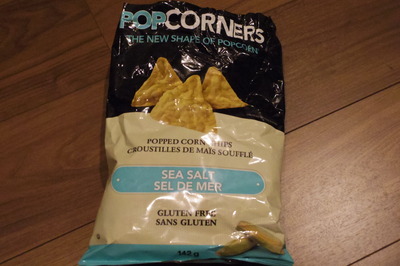 POPCORNERS
THE NEW SHAPE OF POPCORN
POPPED CORN CHIPS
CROUSTILLES DE MAÏS SOUFFLÉ
SEA SALT
SEL DE MER
GLUTEN FREE
SANS GLUTEN
142 g